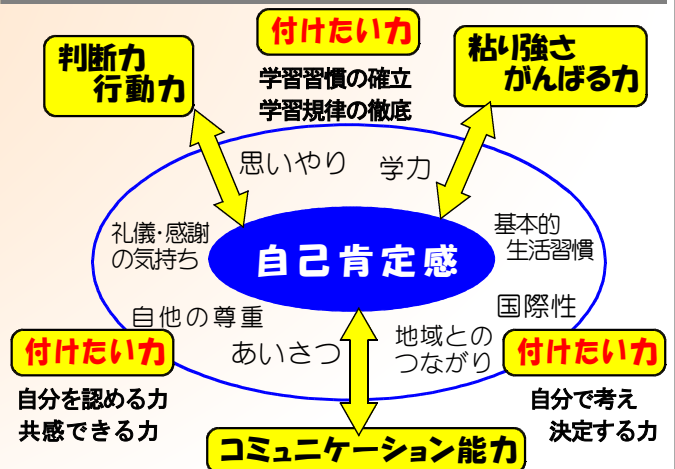 付けたい力
判断力
行動力
粘り強さ
がんばる力
学習習慣の確立
学習規律の徹底
思いやり
学力
礼儀・感謝
の気持ち
自己肯定感
基本的
生活習慣
自他の尊重
国際性
あいさつ
地域との
つながり
付けたい力
自分を認める力
共感できる力
付けたい力
自分で考え
決定する力
コミュニケーション能力